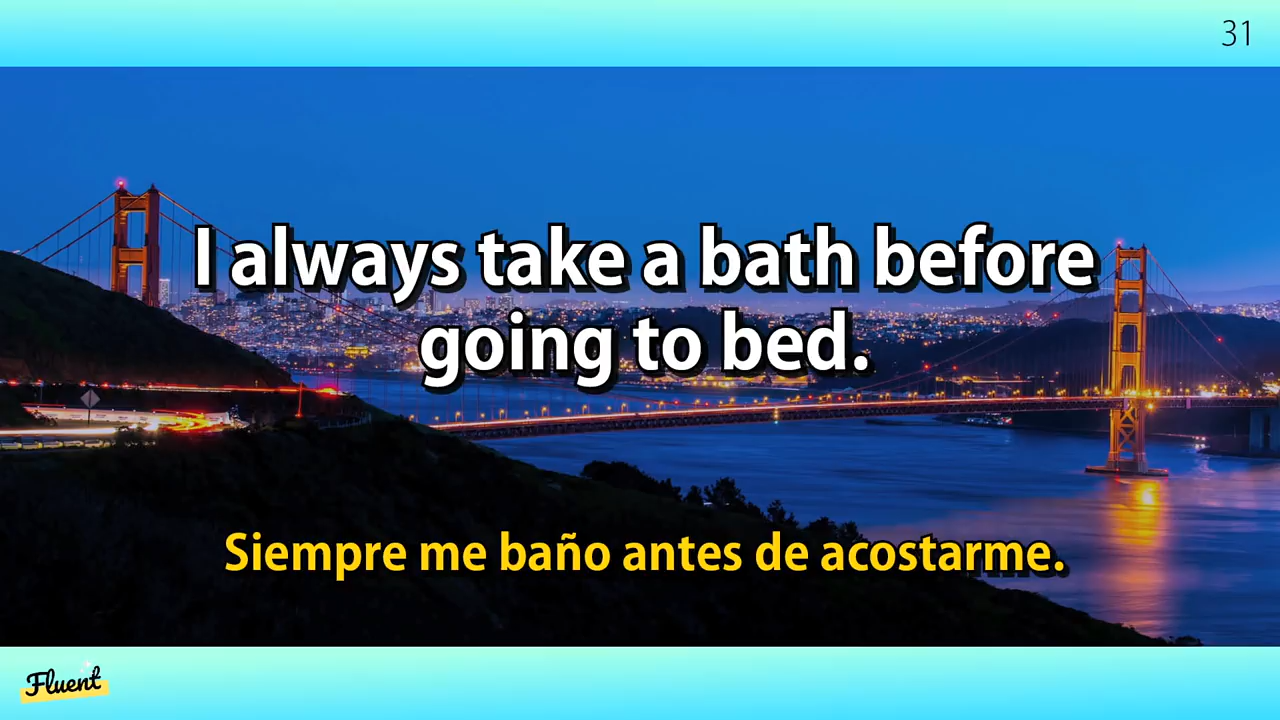 31
I always take a bath before
going to bed.
Siempre me baño antes de acostarme.
Fluent